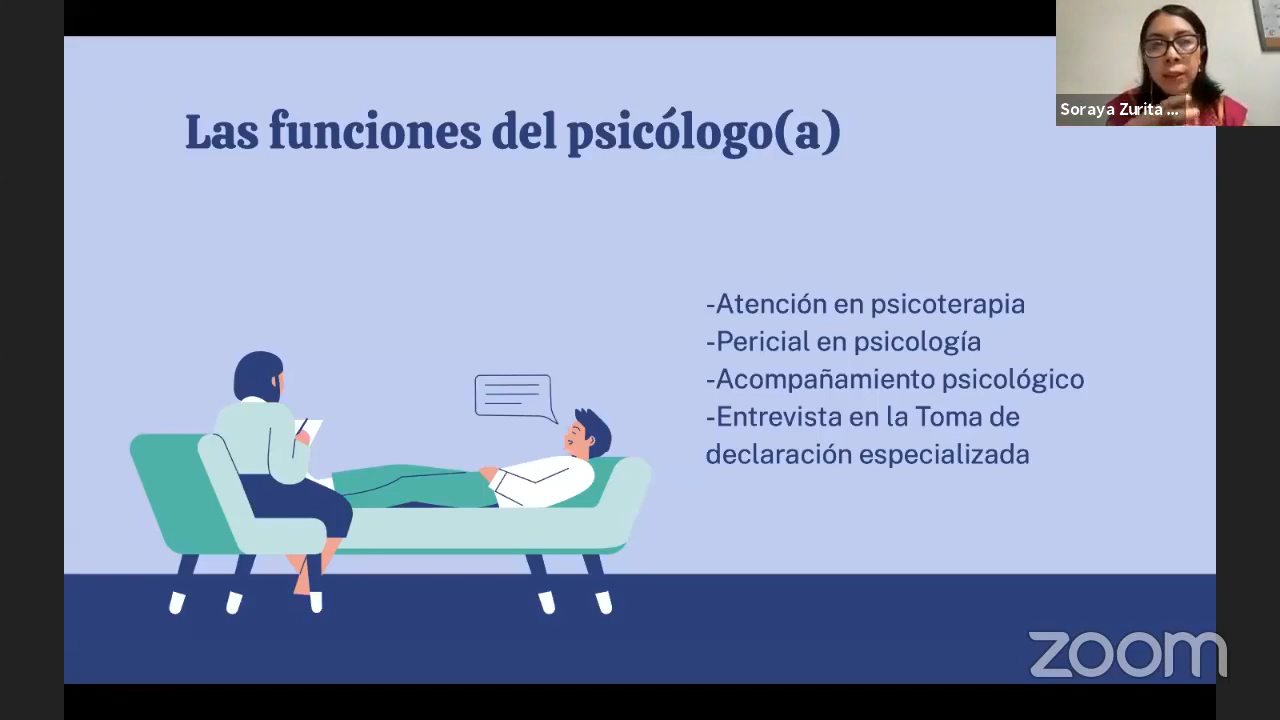 Las funciones del psicólogo(a)
-Atención en psicoterapia
-Pericial en psicología
-Acompañamiento psicológico
-Entrevista en la Toma de
declaración especializada
Soraya Zurita ...
zoom